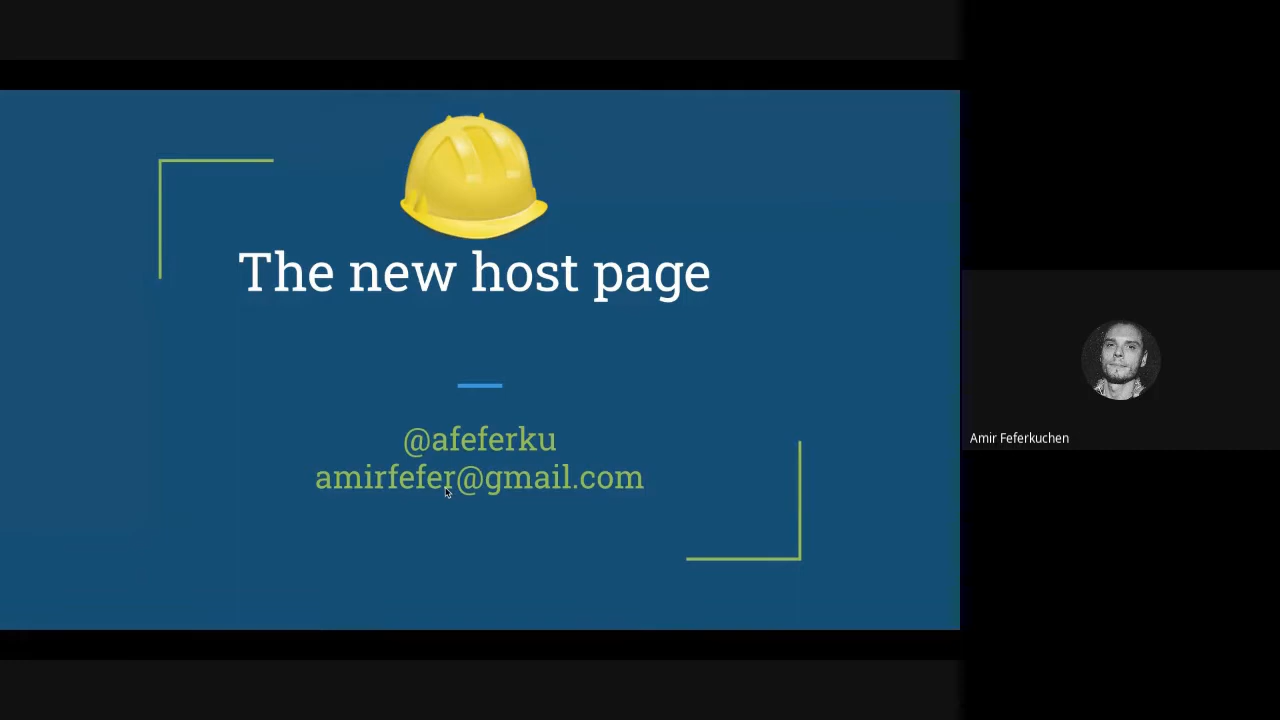 The new host page
@afeferku
amirfefer@gmail.com
Amir Feferkuchen